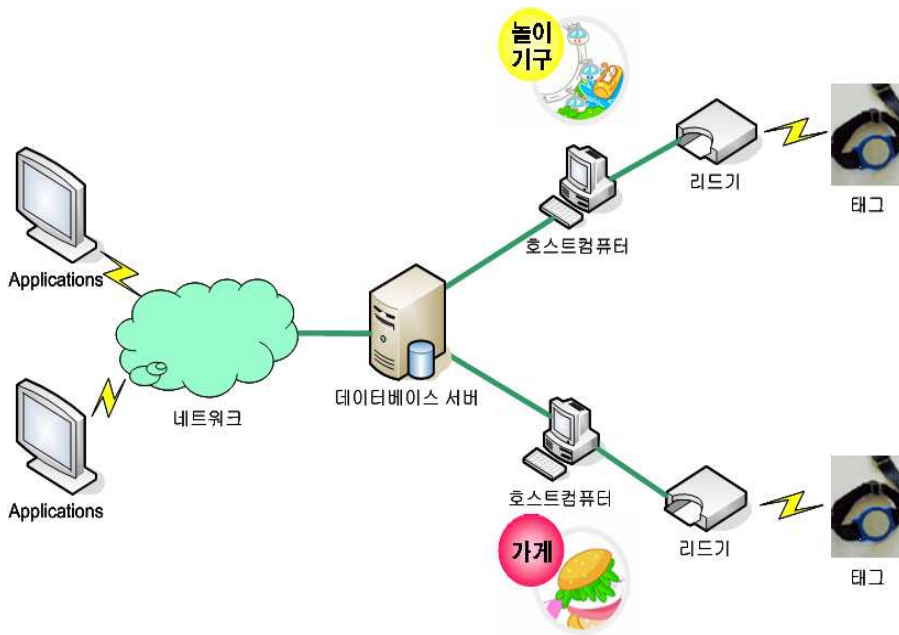 놀이
기구
리드기
태그
호스트컴퓨터
Applications
데이터베이스 서버
네트워크
Applications
호스트컴퓨터
리드기
태그
가게